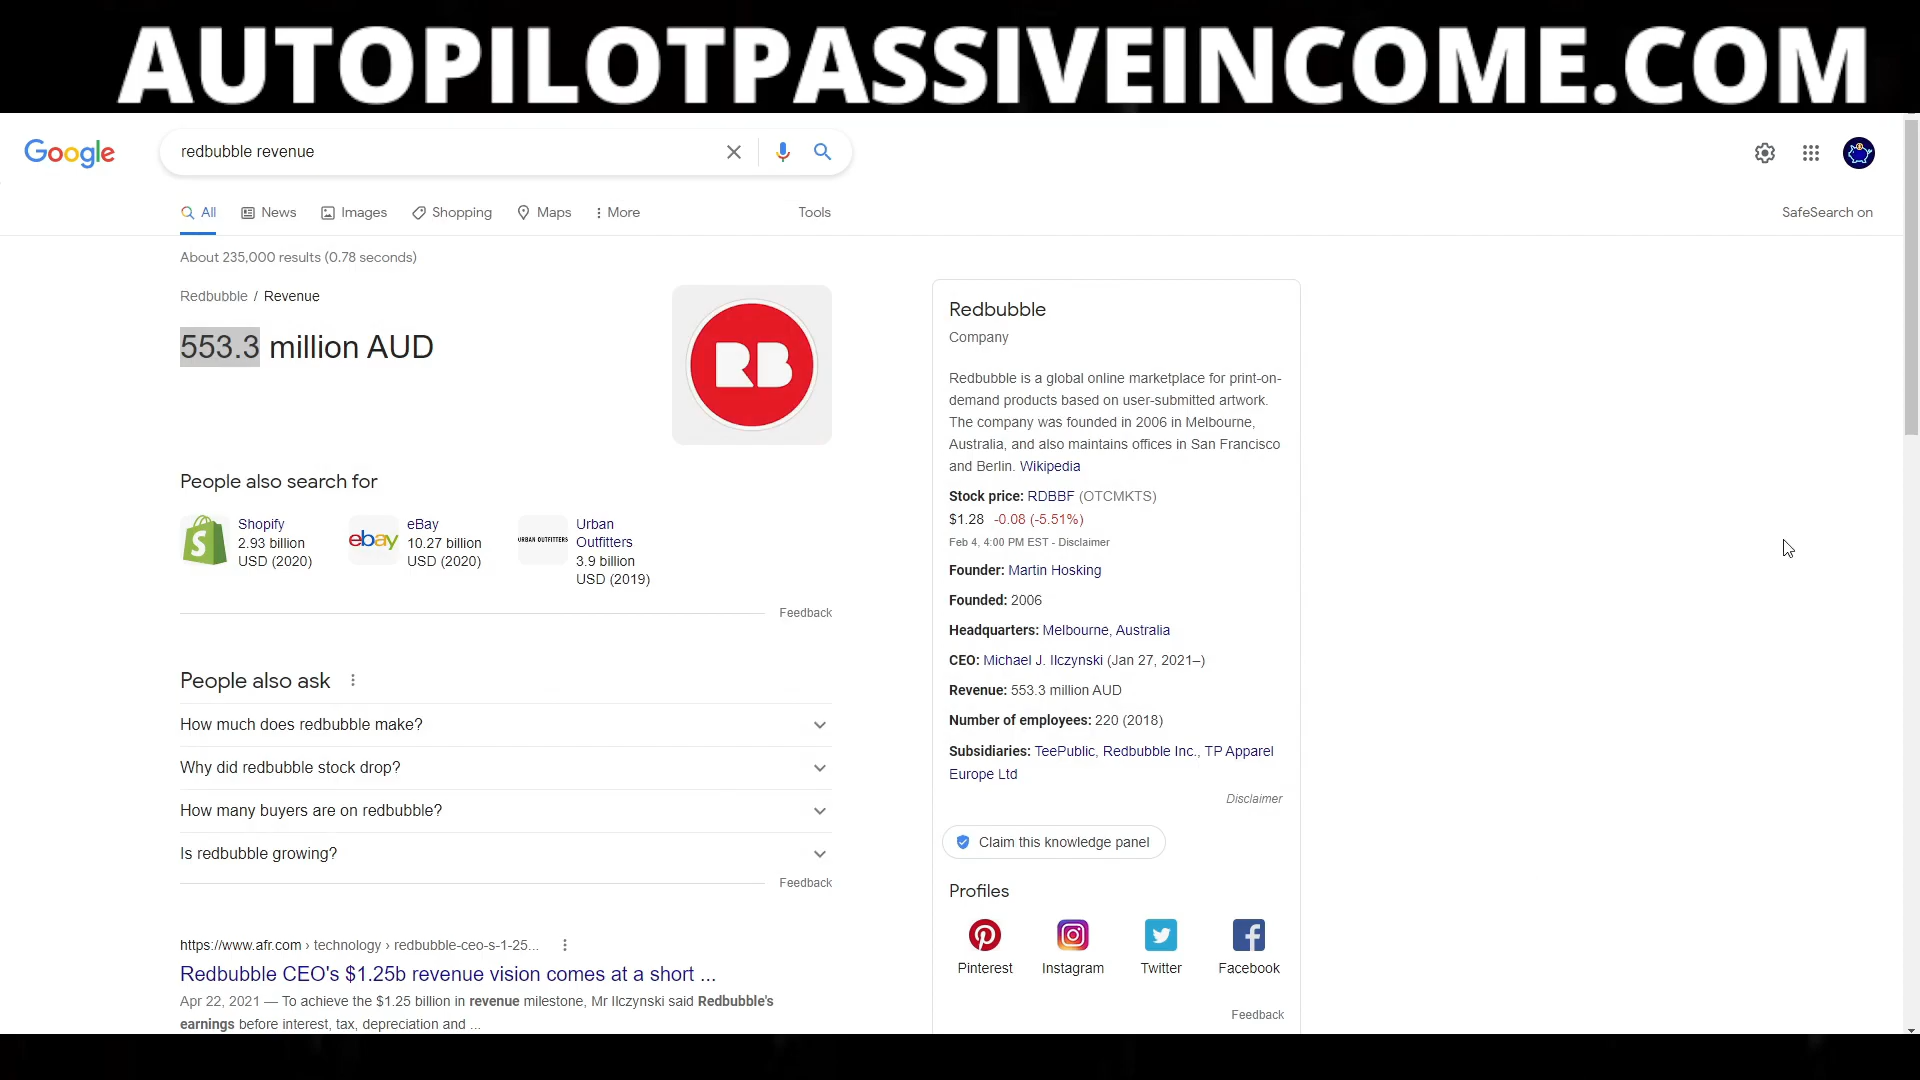 AUTOPILOTPASSIVEINCOME.COM
Google
redbubble revenue
All
News
Images
Shopping
Maps
More
Tools
SafeSearch on
About 235,000 results (0.78 seconds)
Redbubble / Revenue
553.3 million AUD
RB
People also search for
Shopify
2.93 billion
USD (2020)
ebay
eBay
10.27 billion
USD (2020)
URBAN OUTFITTERS
Urban
Outfitters
3.9 billion
USD (2019)
Feedback
People also ask
How much does redbubble make?
Why did redbubble stock drop?
How many buyers are on redbubble?
Is redbubble growing?
Feedback
https://www.afr.com › technology › redbubble-ceo-s-1-25...
Redbubble CEO's $1.25b revenue vision comes at a short ...
Apr 22, 2021 — To achieve the $1.25 billion in revenue milestone, Mr Ilczynski said Redbubble's
earnings before interest, tax, depreciation and ...
Redbubble
Company
Redbubble is a global online marketplace for print-on-
demand products based on user-submitted artwork.
The company was founded in 2006 in Melbourne,
Australia, and also maintains offices in San Francisco
and Berlin. Wikipedia
Stock price: RDBBF (OTCMKTS)
$1.28 -0.08 (-5.51%)
Feb 4, 4:00 PM EST - Disclaimer
Founder: Martin Hosking
Founded: 2006
Headquarters: Melbourne, Australia
CEO: Michael J. Ilczynski (Jan 27, 2021–)
Revenue: 553.3 million AUD
Number of employees: 220 (2018)
Subsidiaries: TeePublic, Redbubble Inc., TP Apparel
Europe Ltd
Disclaimer
Claim this knowledge panel
Profiles
Pinterest
Instagram
Twitter
Facebook
Feedback